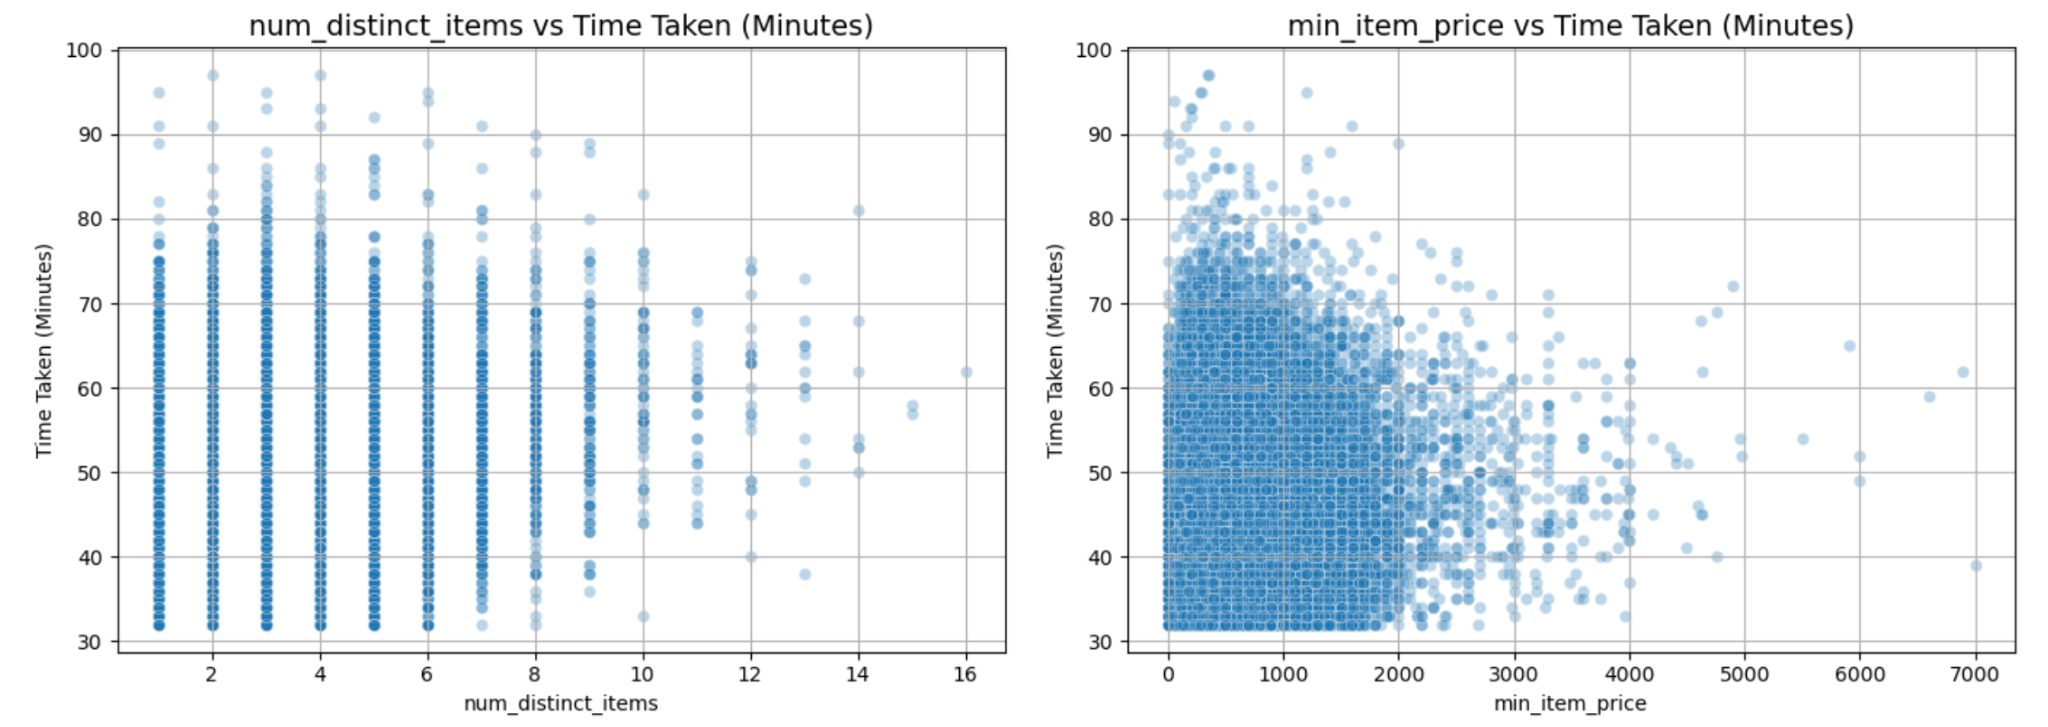 num_distinct_items vs Time Taken (Minutes)
100
90
80
70
60
50
40
30
Time Taken (Minutes)
2 4 6 8 10 12 14 16
num_distinct_items
min_item_price vs Time Taken (Minutes)
100
90
80
70
60
50
40
30
Time Taken (Minutes)
0 1000 2000 3000 4000 5000 6000 7000
min_item_price